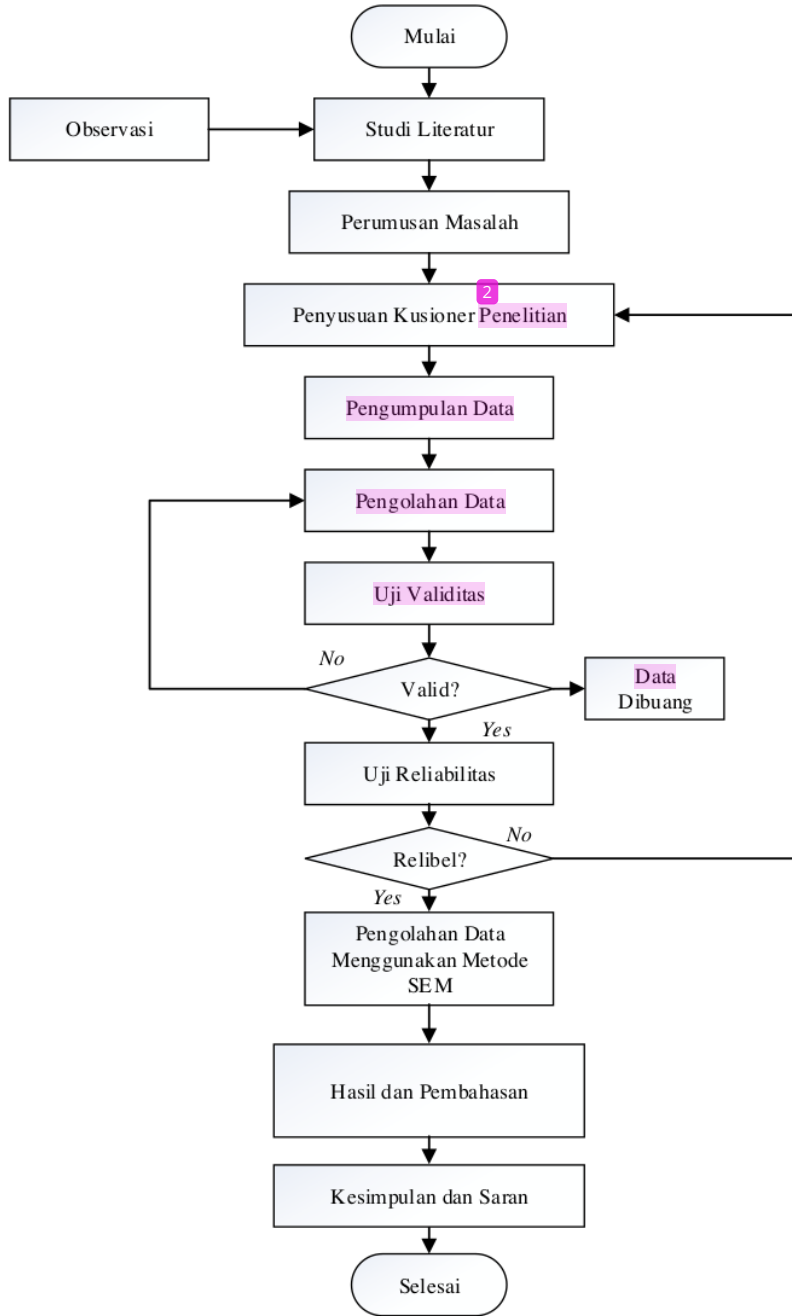 Mulai
Observasi
Studi Literatur
Perumusan Masalah
2
Penyusuan Kusioner Penelitian
Pengumpulan Data
Pengolahan Data
Uji Validitas
No
Valid?
Data
Dibuang
Yes
Uji Reliabilitas
No
Relibel?
Yes
Pengolahan Data
Menggunakan Metode
SEM
Hasil dan Pembahasan
Kesimpulan dan Saran
Selesai